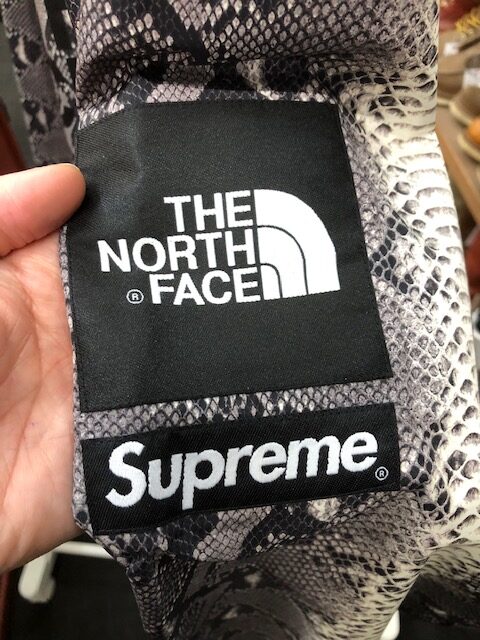 THE
NORTH
® FACE
Supreme®